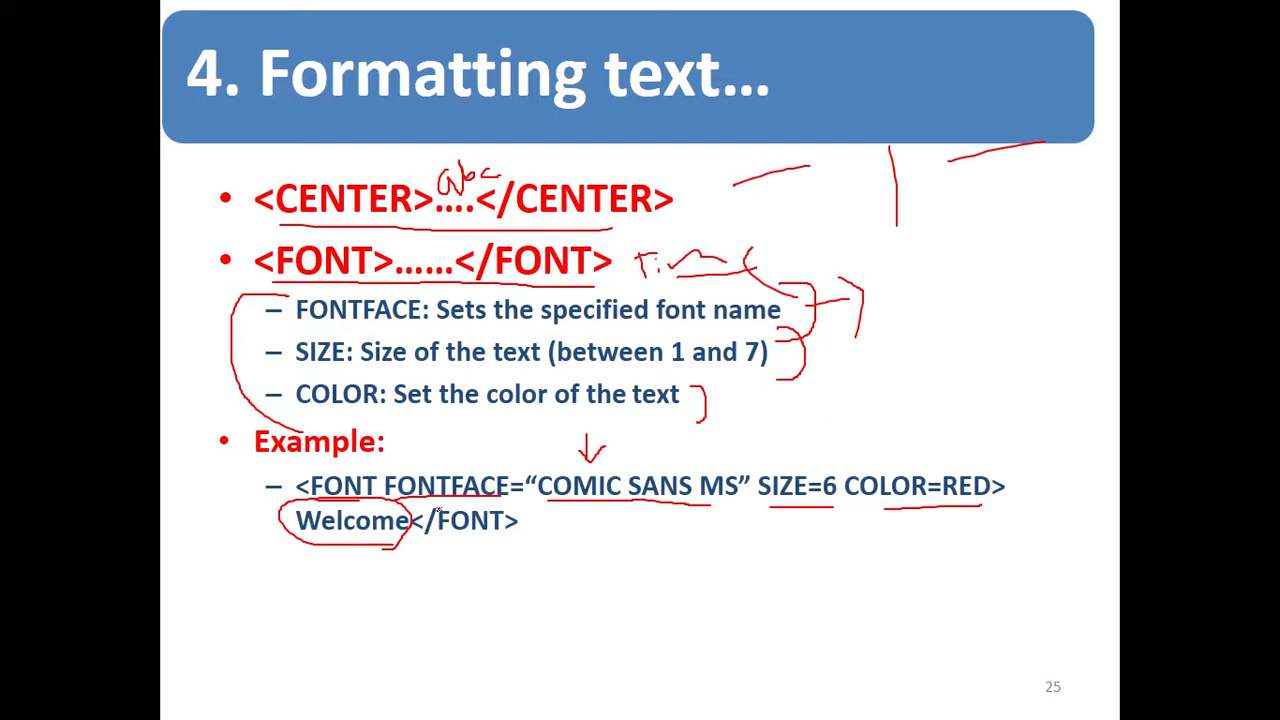 4. Formatting text...
abc
• <CENTER>....</CENTER>
• <FONT>......</FONT>
– FONTFACE: Sets the specified font name
– SIZE: Size of the text (between 1 and 7)
– COLOR: Set the color of the text
• Example:
– <FONT FONTFACE=“COMIC SANS MS” SIZE=6 COLOR=RED>
Welcome</FONT>
25